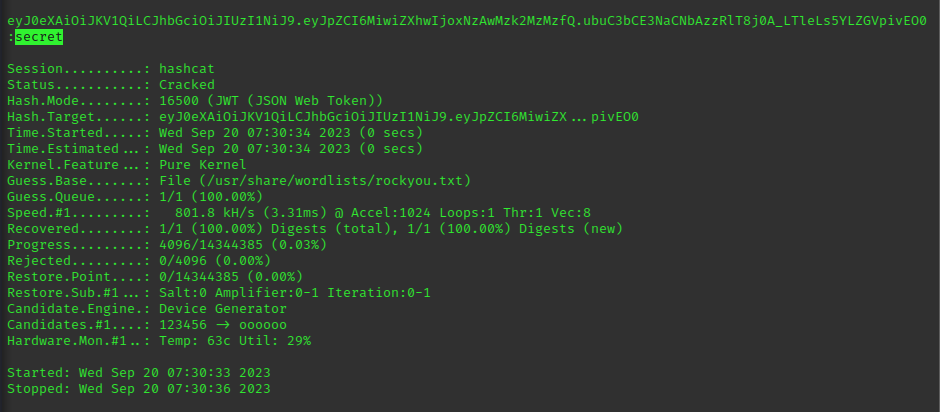 eyJ0eXAiOiJKV1QiLCJhbGciOiJIUzI1NiJ9.eyJpZCI6MiwiZXhwIjoxNzAwMzk2MzMzfQ.ubuC3bCE3NaCNbAzzRlT8j0A_LTleLs5YLZGVpivEO0
:secret
Session..........: hashcat
Status...........: Cracked
Hash.Mode........: 16500 (JWT (JSON Web Token))
Hash.Target......: eyJ0eXAiOiJKV1QiLCJhbGciOiJIUzI1NiJ9.eyJpZCI6MiwiZX...pivEO0
Time.Started.....: Wed Sep 20 07:30:34 2023 (0 secs)
Time.Estimated...: Wed Sep 20 07:30:34 2023 (0 secs)
Kernel.Feature...: Pure Kernel
Guess.Base.......: File (/usr/share/wordlists/rockyou.txt)
Guess.Queue......: 1/1 (100.00%)
Speed.#1.........:   801.8 kH/s (3.31ms) @ Accel:1024 Loops:1 Thr:1 Vec:8
Recovered........: 1/1 (100.00%) Digests (total), 1/1 (100.00%) Digests (new)
Progress.........: 4096/14344385 (0.03%)
Rejected.........: 0/4096 (0.00%)
Restore.Point....: 0/14344385 (0.00%)
Restore.Sub.#1...: Salt:0 Amplifier:0-1 Iteration:0-1
Candidate.Engine.: Device Generator
Candidates.#1....: 123456 -> oooooo
Hardware.Mon.#1..: Temp: 63c Util: 29%
Started: Wed Sep 20 07:30:33 2023
Stopped: Wed Sep 20 07:30:36 2023